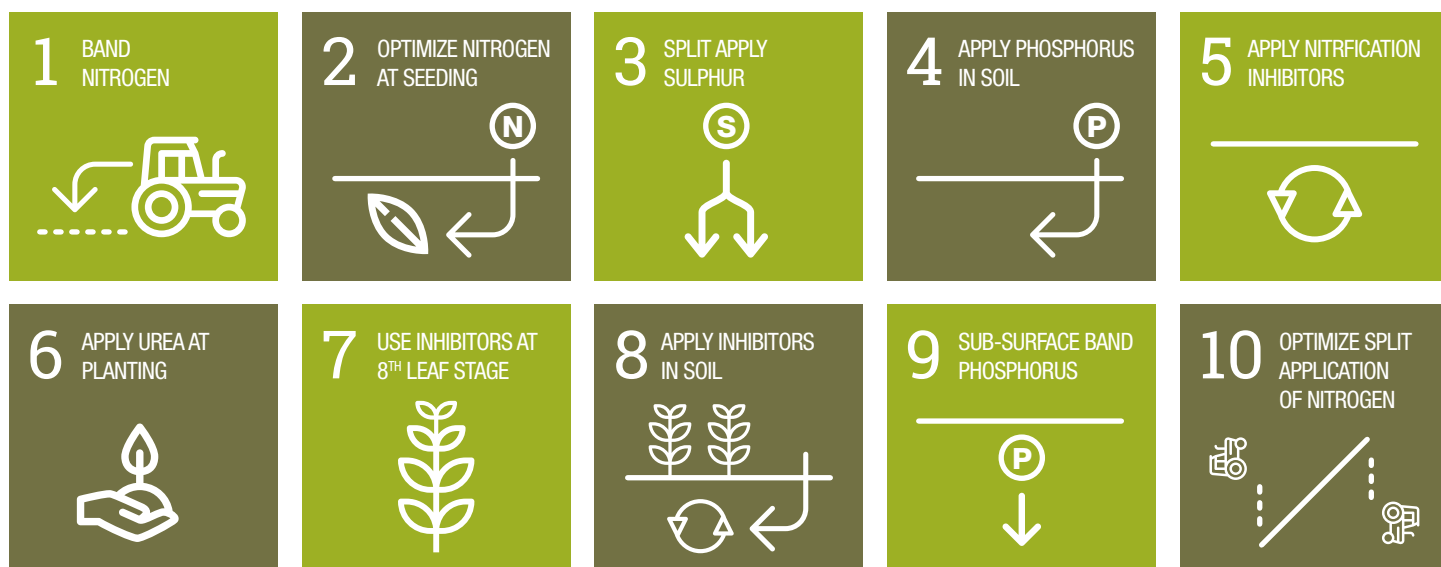 1 BAND
NITROGEN
2 OPTIMIZE NITROGEN
AT SEEDING
N
3 SPLIT APPLY
SULPHUR
S
4 APPLY PHOSPHORUS
IN SOIL
P
5 APPLY NITRFICATION
INHIBITORS
6 APPLY UREA AT
PLANTING
7 USE INHIBITORS AT
8TH LEAF STAGE
8 APPLY INHIBITORS
IN SOIL
9 SUB-SURFACE BAND
PHOSPHORUS
P
10 OPTIMIZE SPLIT
APPLICATION
OF NITROGEN